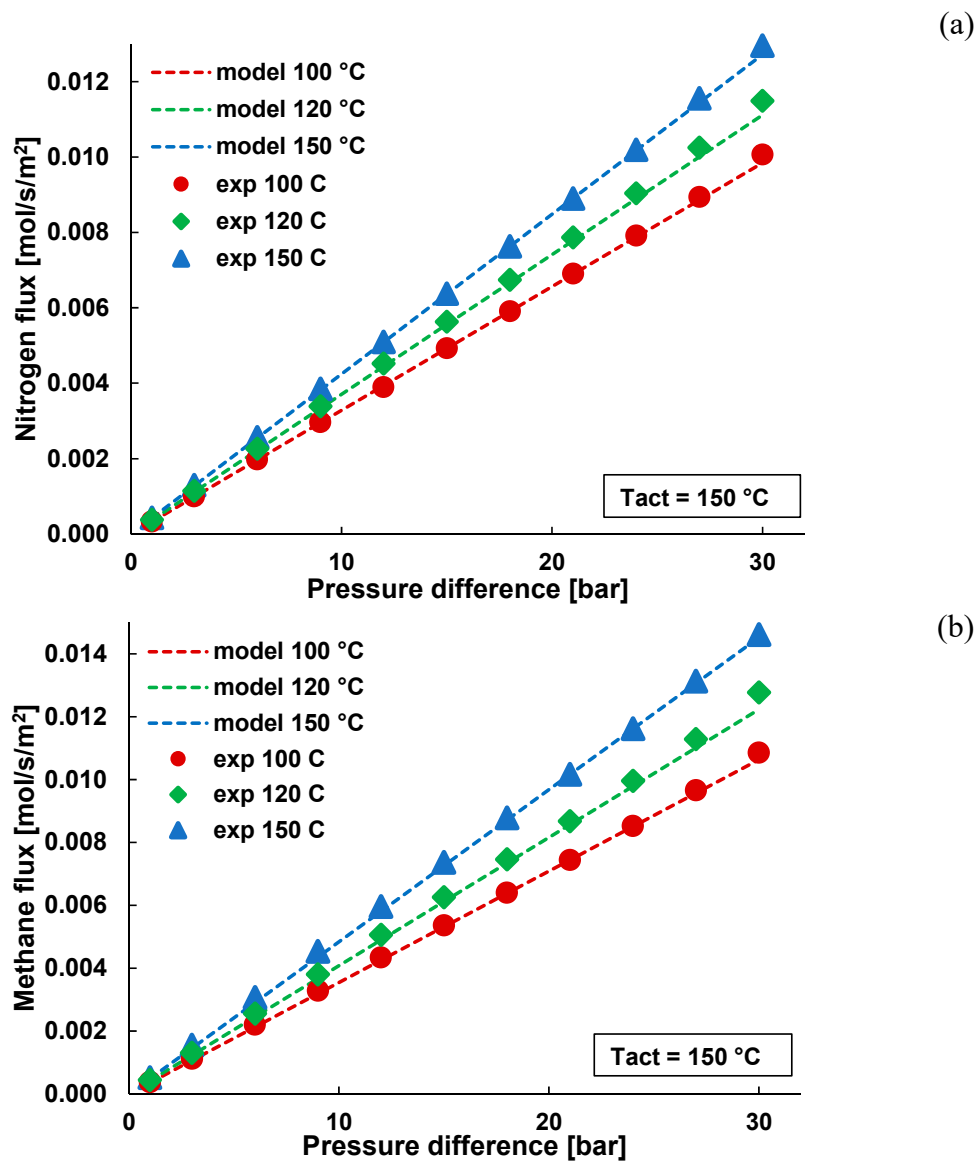 (a)
Nitrogen flux [mol/s/m²]
0.012
0.010
0.008
0.006
0.004
0.002
0.000
model 100 °C
model 120 °C
model 150 °C
exp 100 C
exp 120 C
exp 150 C
Tact = 150 °C
0 10 20 30
Pressure difference [bar]
(b)
Methane flux [mol/s/m²]
0.014
0.012
0.010
0.008
0.006
0.004
0.002
0.000
model 100 °C
model 120 °C
model 150 °C
exp 100 C
exp 120 C
exp 150 C
Tact = 150 °C
0 10 20 30
Pressure difference [bar]